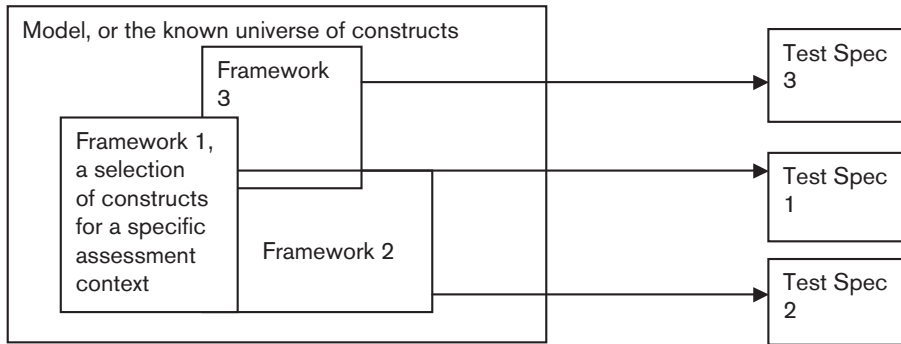 Model, or the known universe of constructs
Framework
3
Test Spec
3
Framework 1,
a selection
of constructs
for a specific
assessment
context
Test Spec
1
Framework 2
Test Spec
2